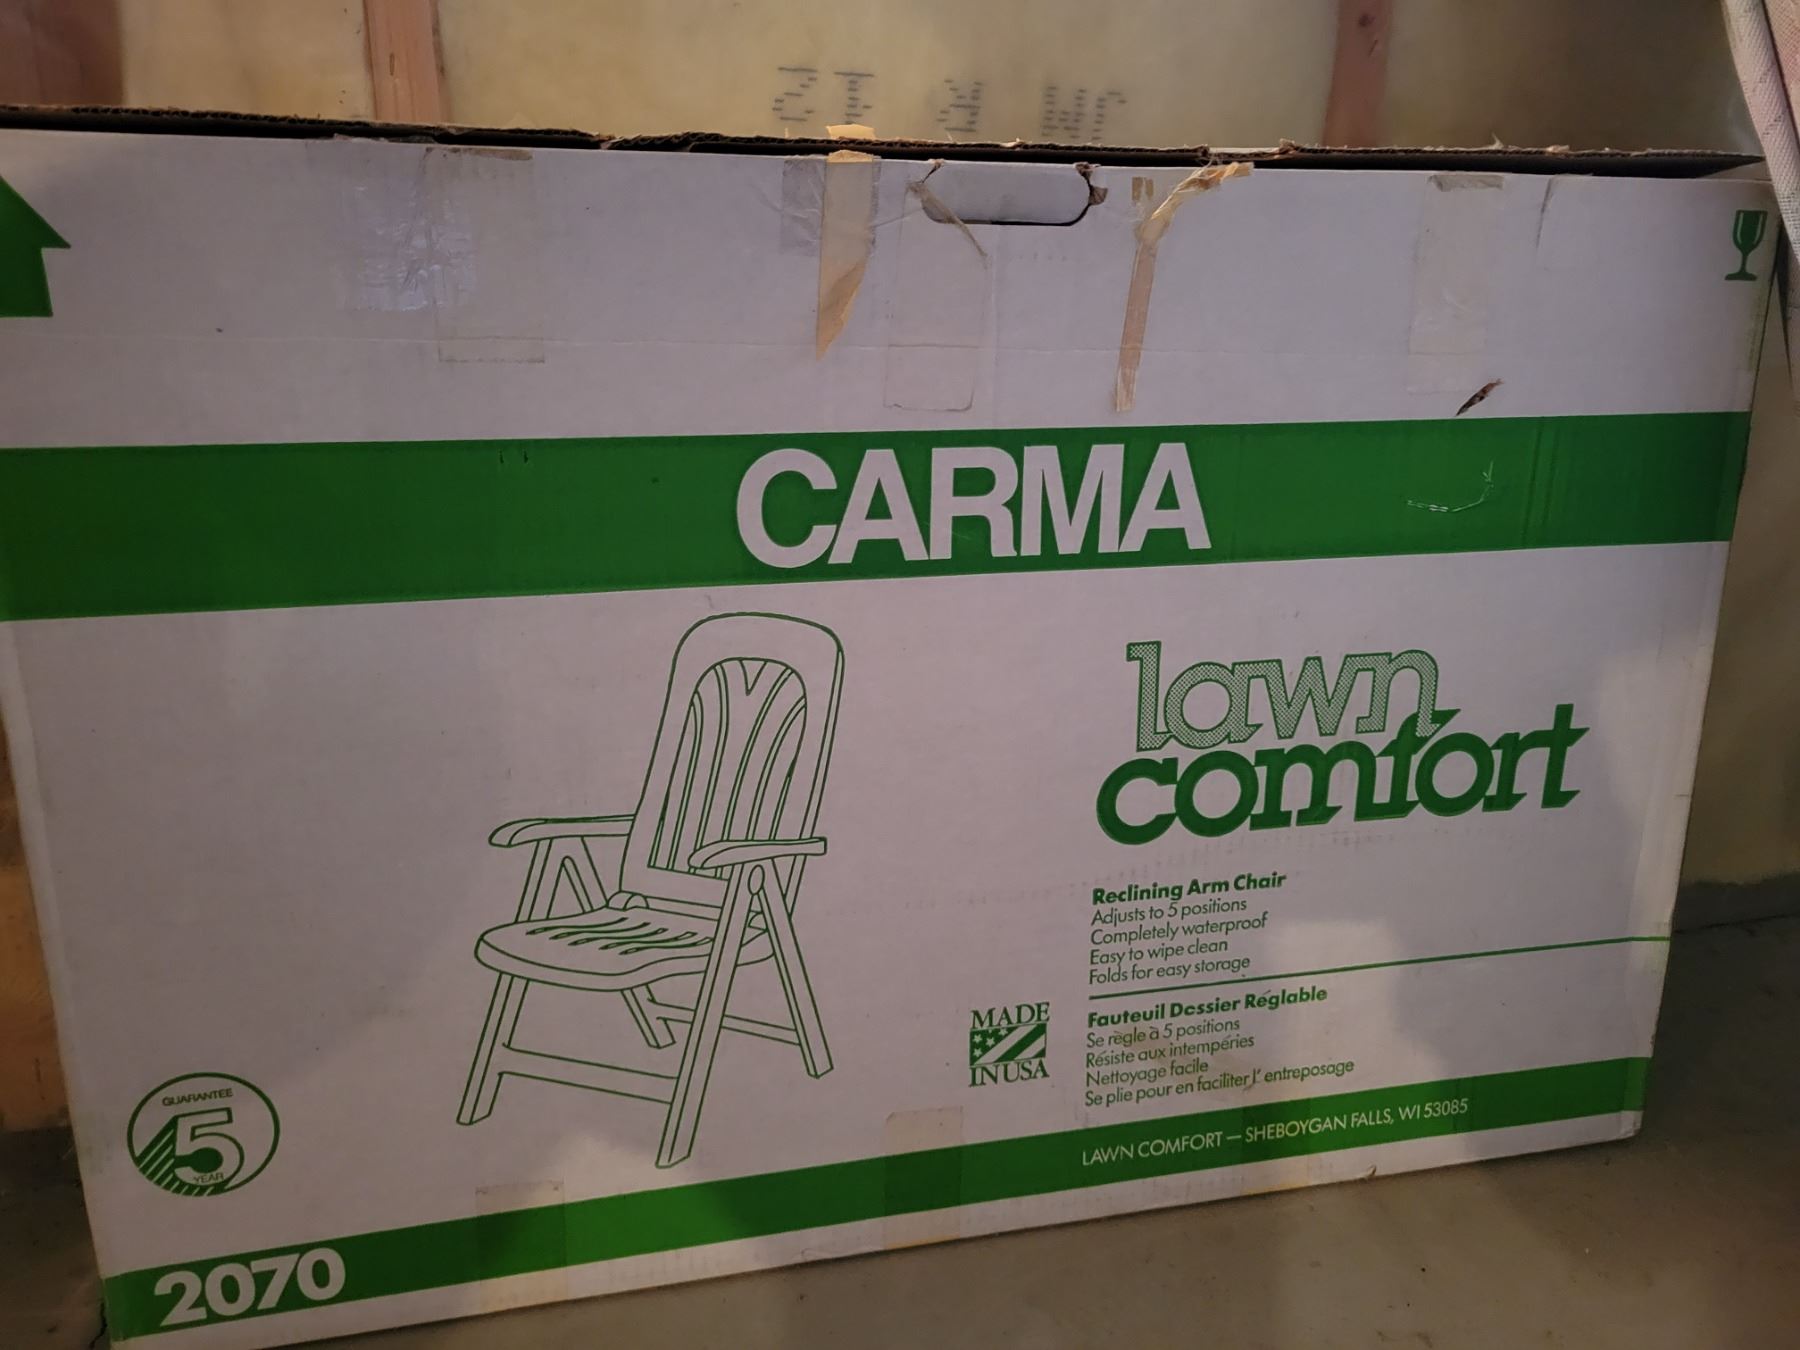 CARMA
lawn
comfort
Reclining Arm Chair
Adjusts to 5 positions
Completely waterproof
Easy to wipe clean
Folds for easy storage
MADE
IN USA
Fauteuil Dossier Réglable
Se règle à 5 positions
Résiste aux intempéries
Nettoyage facile
Se plie pour en faciliter l' entreposage
GUARANTEE
5
YEAR
LAWN COMFORT — SHEBOYGAN FALLS, WI 53085
2070